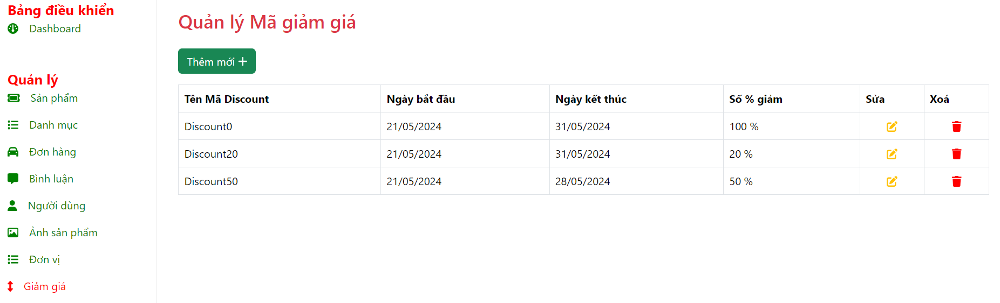 Bảng điều khiển
Dashboard
Quản lý
Sản phẩm
Danh mục
Đơn hàng
Bình luận
Người dùng
Ảnh sản phẩm
Đơn vị
Giảm giá
Quản lý Mã giảm giá
Thêm mới
Tên Mã Discount Ngày bắt đầu Ngày kết thúc Số % giảm Sửa Xoá
Discount0 21/05/2024 31/05/2024 100 %
Discount20 21/05/2024 31/05/2024 20 %
Discount50 21/05/2024 28/05/2024 50 %